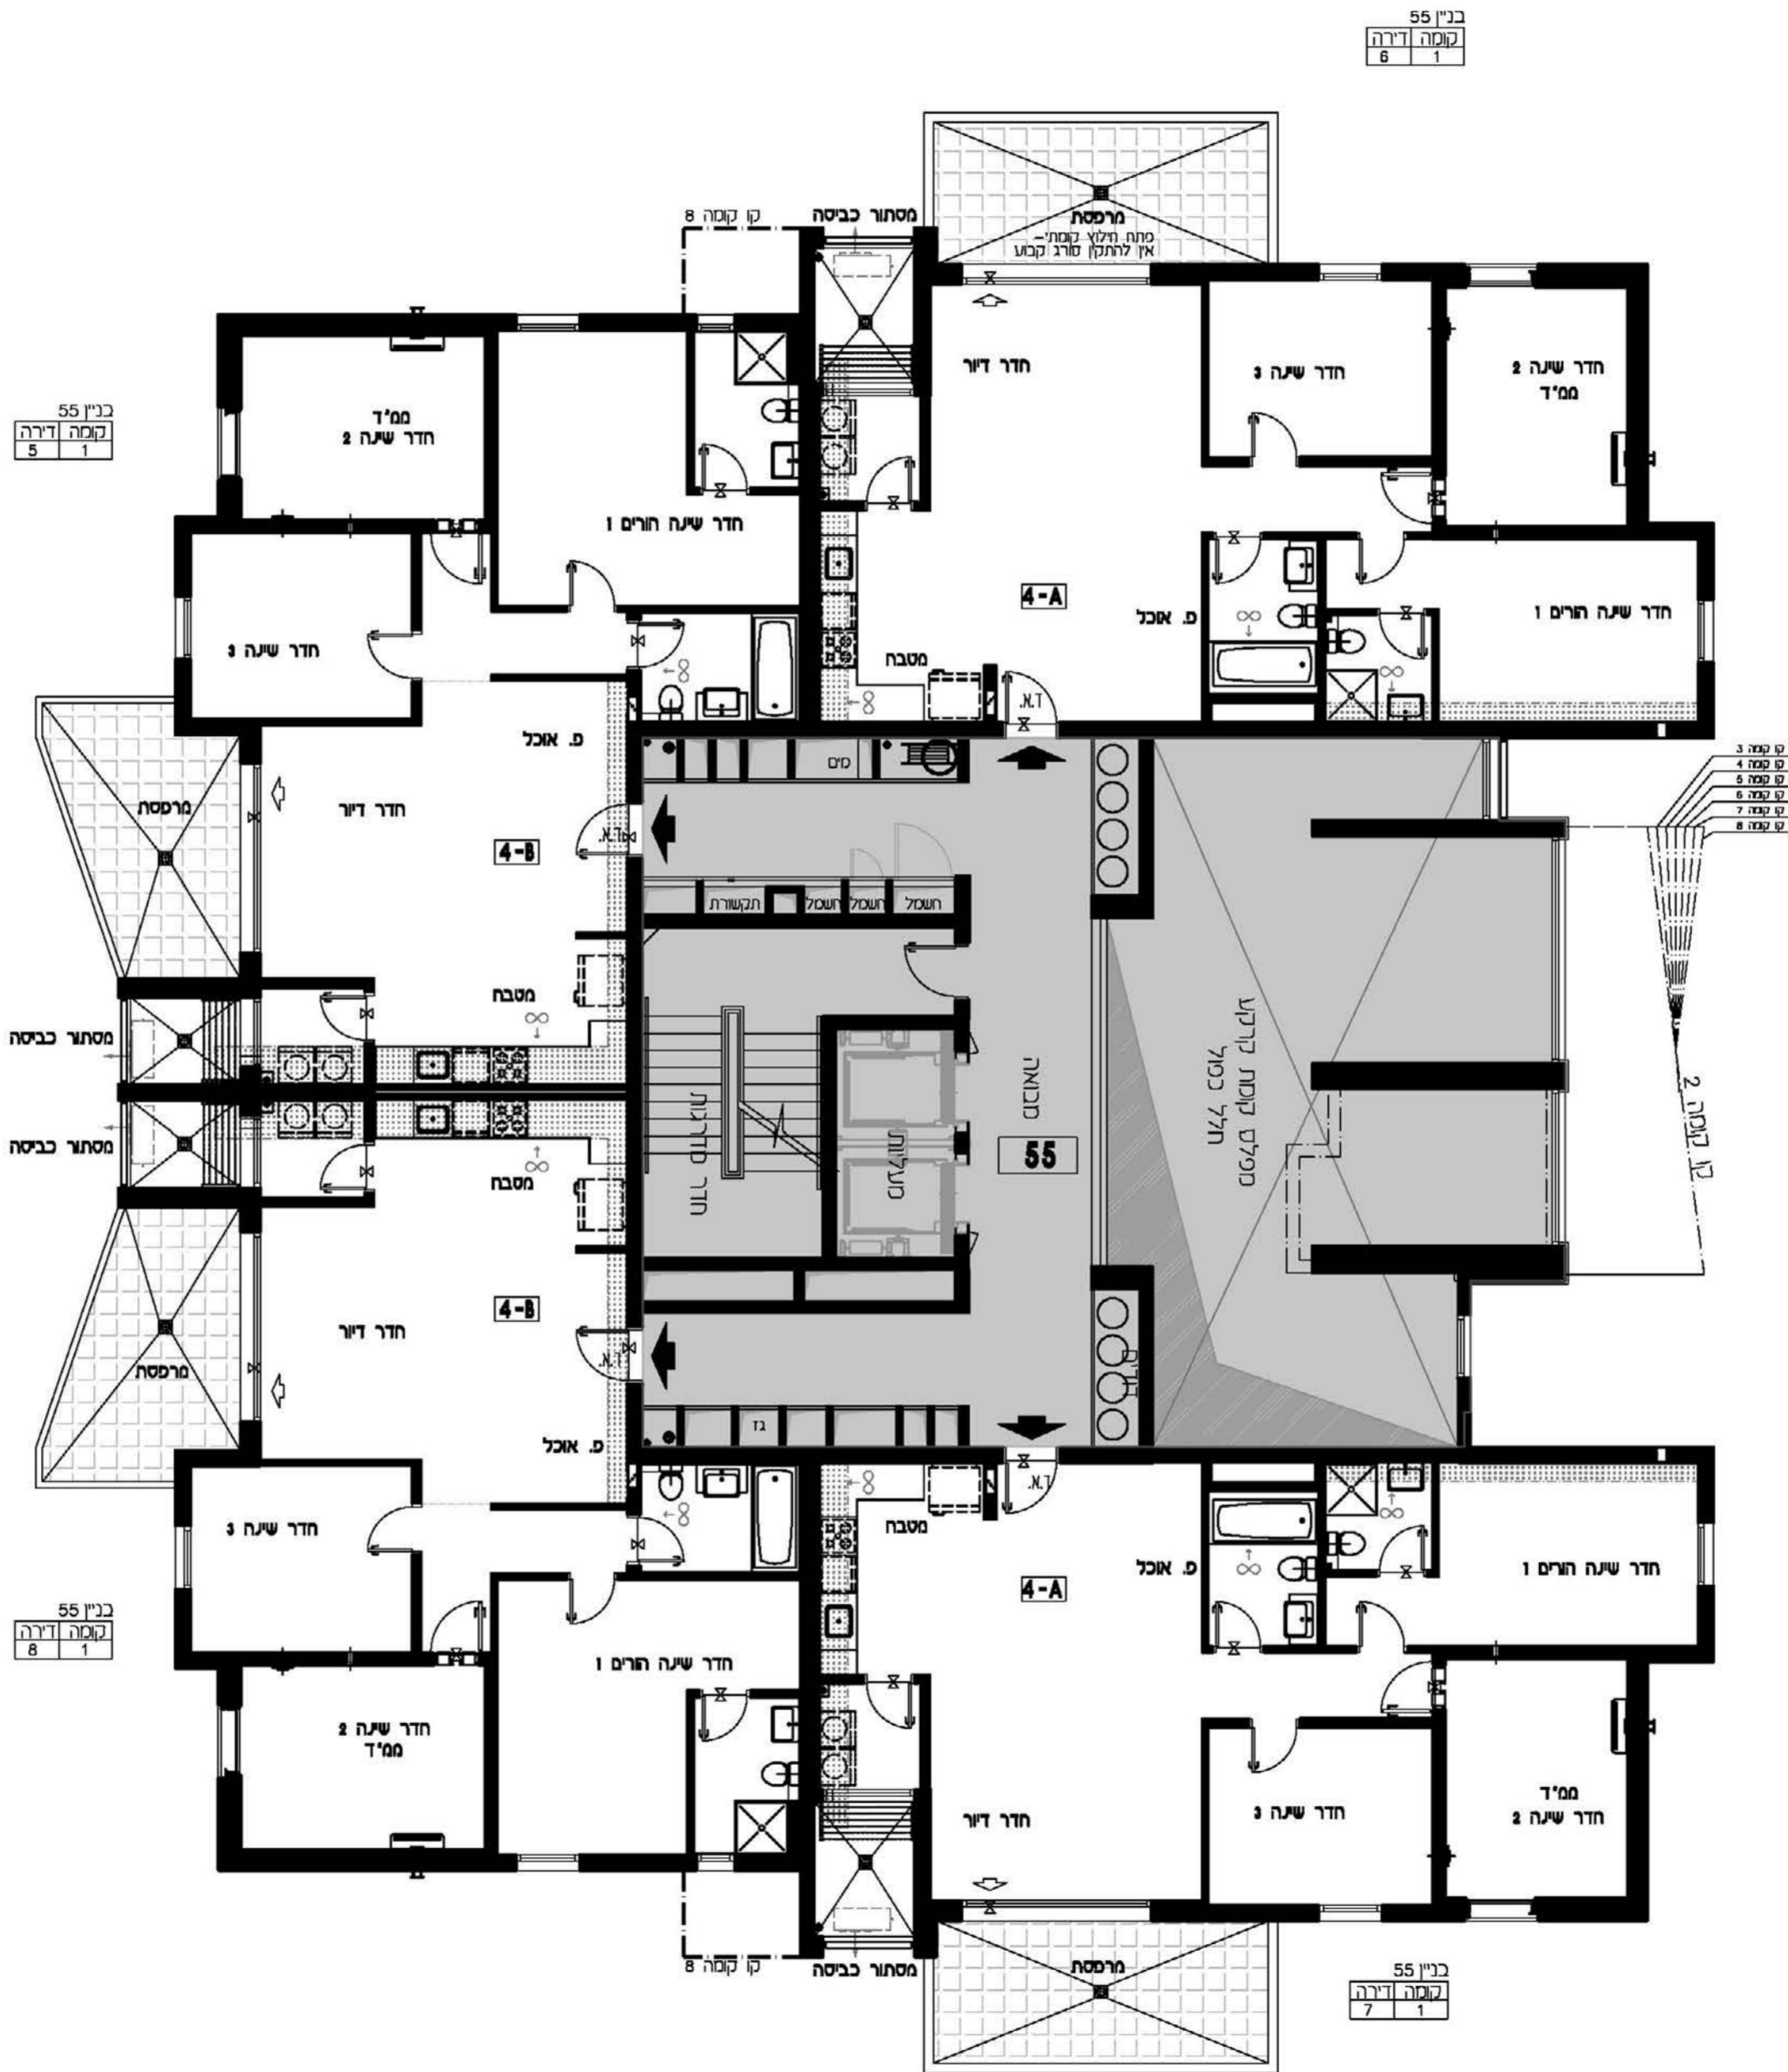 בניין 55
קומה דירה
1 6
מרפסת
פתח חילוץ קומתי-
אין להתקין סורג קבוע
קו קומה 8
מסתור כביסה
חדר דיור
חדר שינה 3
חדר שינה 2
ממ"ד
ממ"ד
חדר שינה 2
בניין 55
קומה דירה
1 5
חדר שינה הורים 1
4-A
פ. אוכל
חדר שינה הורים 1
חדר שינה 3
מטבח
ד.א.
פ. אוכל
מים
קו קומה 3
קו קומה 4
קו קומה 5
קו קומה 6
קו קומה 7
קו קומה 8
מרפסת
חדר דיור
4-B
ד.א.
תקשורת
חשמל
חשמל
חשמל
מטבח
מסתור כביסה
מבואה
55
מעליות
חדר מדרגות
מפלס קומת קרקע
חלל כפול
קו קומה 2
מסתור כביסה
מטבח
4-B
חדר דיור
ד.א.
מרפסת
פ. אוכל
גז
ד.א.
מטבח
פ. אוכל
4-A
חדר שינה 3
חדר שינה הורים 1
בניין 55
קומה דירה
1 8
חדר שינה הורים 1
חדר שינה 2
ממ"ד
חדר דיור
חדר שינה 3
ממ"ד
חדר שינה 2
קו קומה 8
מסתור כביסה
מרפסת
בניין 55
קומה דירה
1 7